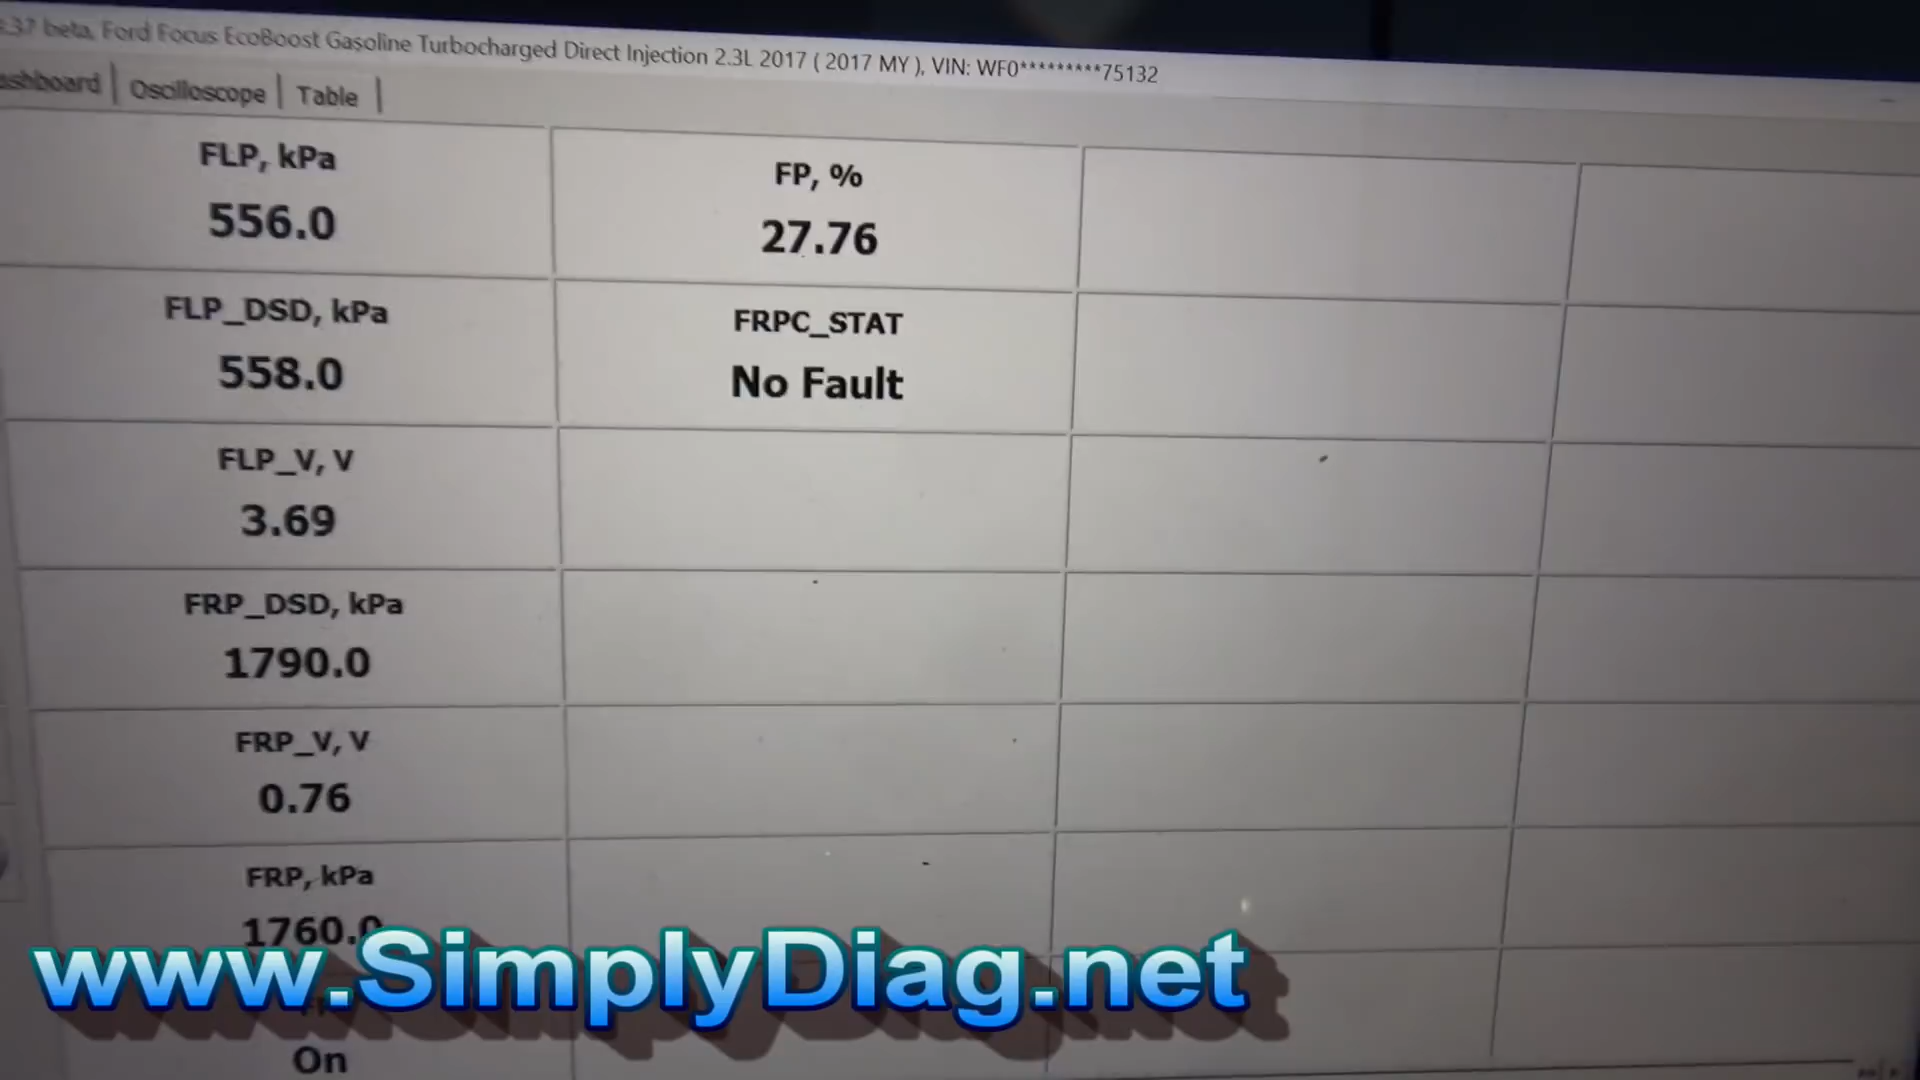 :37 beta, Ford Focus EcoBoost Gasoline Turbocharged Direct Injection 2.3L 2017 ( 2017 MY ), VIN: WF0*********75132
ashboard
Oscilloscope
Table
FLP, kPa
556.0
FP, %
27.76
FLP_DSD, kPa
558.0
FRPC_STAT
No Fault
FLP_V, V
3.69
FRP_DSD, kPa
1790.0
FRP_V, V
0.76
FRP, kPa
1760.0
www.SimplyDiag.net
On